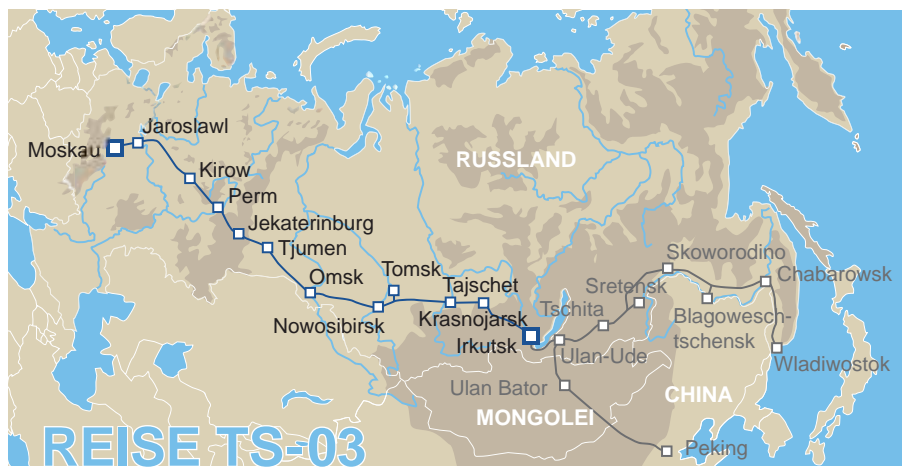 Jaroslawl
Moskau
RUSSLAND
Kirow
Perm
Jekaterinburg
Tjumen
Skoworodino
Tomsk
Omsk
Tajschet
Sretensk
Chabarowsk
Nowosibirsk
Krasnojarsk
Tschita
Blagowesch-
tschensk
Irkutsk
Ulan-Ude
Wladiwostok
Ulan Bator
CHINA
MONGOLEI
REISE TS-03
Peking